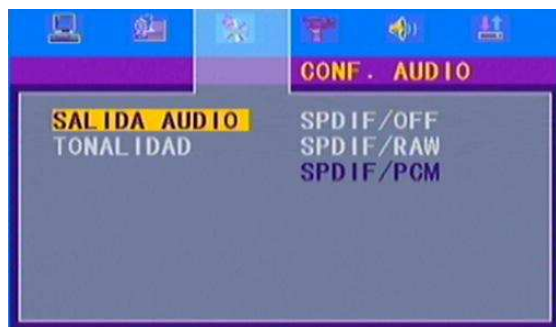 CONF. AUDIO
SALIDA AUDIO
TONALIDAD
SPDIF/OFF
SPDIF/RAW
SPDIF/PCM